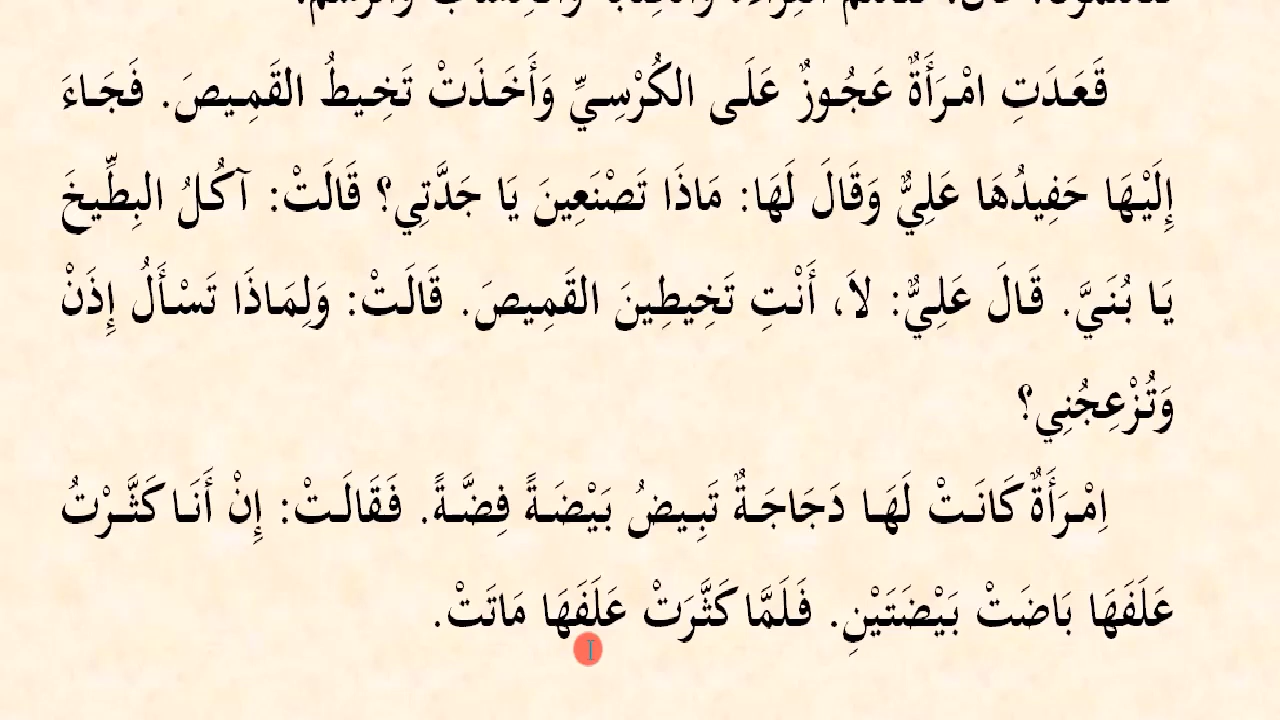 قَعَدَتِ امْرَأَةٌ عَجُوزٌ عَلَى الكُرْسِيِّ وَأَخَذَتْ تَخِيطُ القَمِيصَ. فَجَاءَ
إِلَيْهَا حَفِيدُهَا عَلِيٌّ وَقَالَ لَهَا: مَاذَا تَصْنَعِينَ يَا جَدَّتِي؟ قَالَتْ: آكُلُ البِطِّيخَ
يَا بُنَيَّ. قَالَ عَلِيٌّ: لاَ، أَنْتِ تَخِيطِينَ القَمِيصَ. قَالَتْ: وَلِمَاذَا تَسْأَلُ إِذَنْ
وَتُزْعِجُنِي؟
اِمْرَأَةٌ كَانَتْ لَهَا دَجَاجَةٌ تَبِيضُ بَيْضَةً فِضَّةً. فَقَالَتْ: إِنْ أَنَا كَثَّرْتُ
عَلَفَهَا بَاضَتْ بَيْضَتَيْنِ. فَلَمَّا كَثَّرَتْ عَلَفَهَا مَاتَتْ.